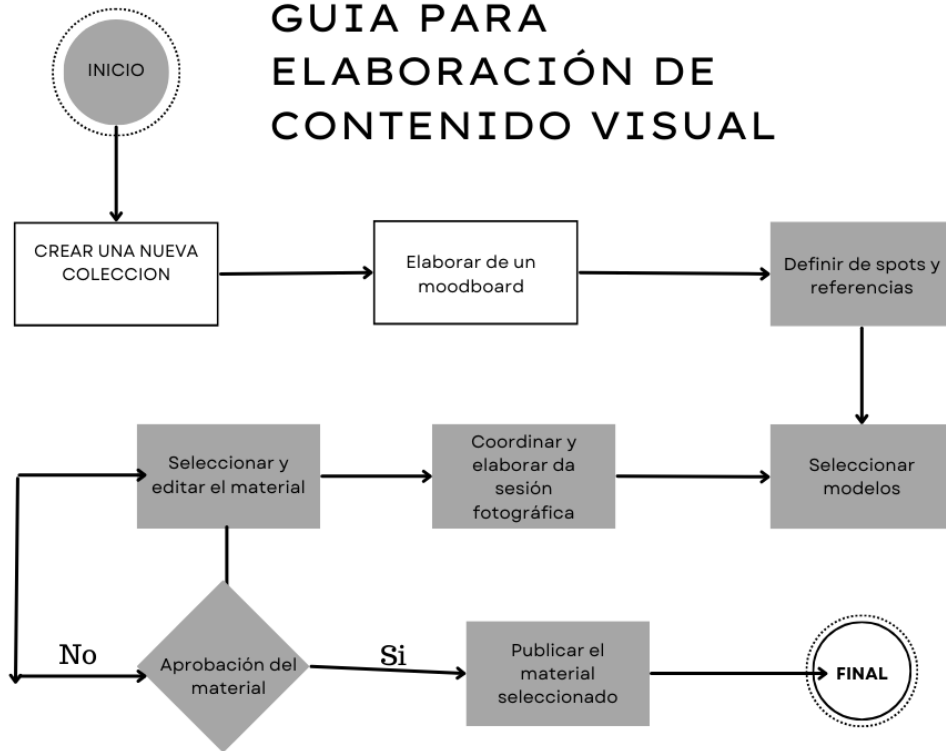 GUIA PARA
ELABORACIÓN DE
CONTENIDO VISUAL
INICIO
CREAR UNA NUEVA
COLECCION
Elaborar de un
moodboard
Definir de spots y
referencias
Seleccionar y
editar el material
Coordinar y
elaborar da
sesión
fotográfica
Seleccionar
modelos
No
Aprobación del
material
Si
Publicar el
material
seleccionado
FINAL